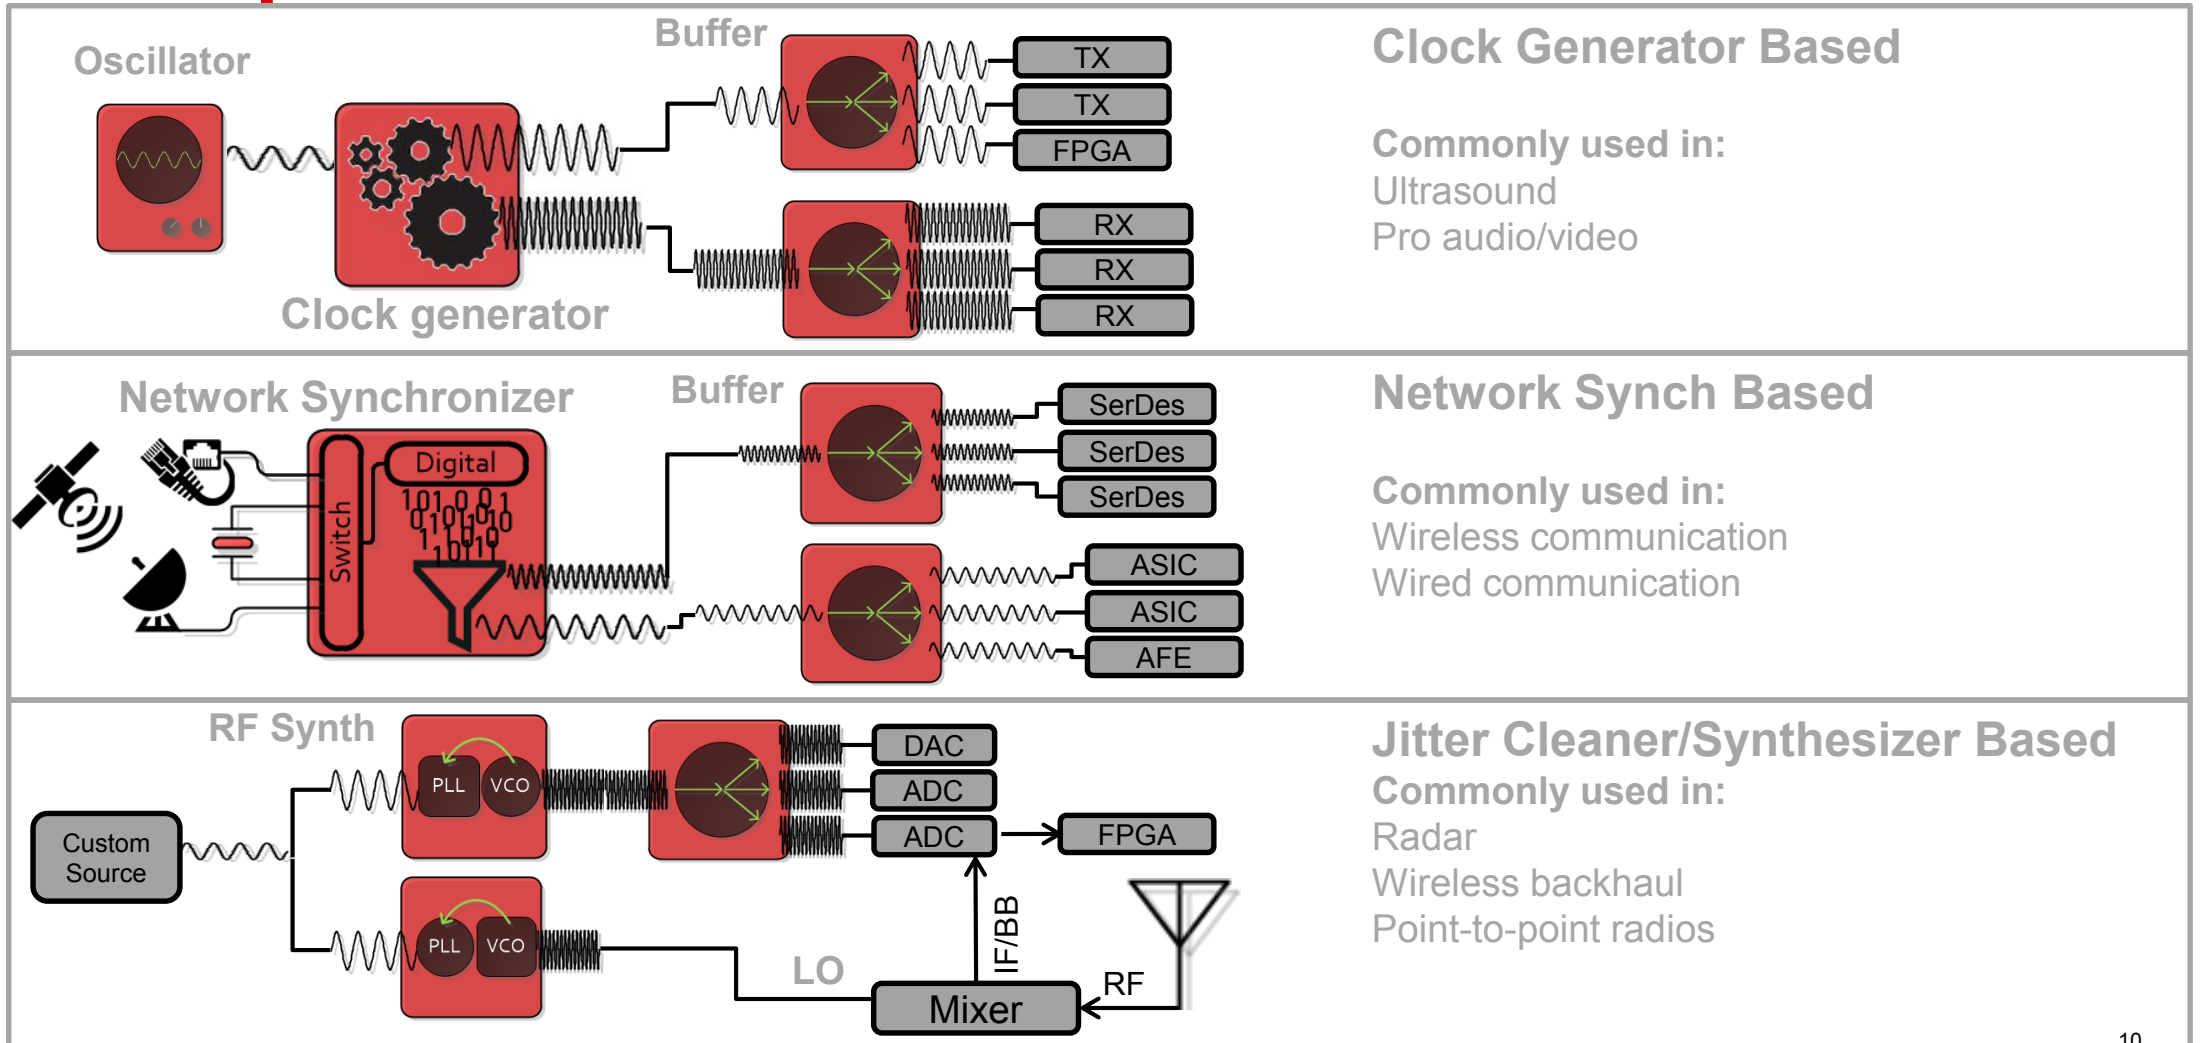 Oscillator
Buffer
TX
TX
FPGA
RX
RX
RX
Clock generator
Clock Generator Based
Commonly used in:
Ultrasound
Pro audio/video
Network Synchronizer
Buffer
Switch
Digital
SerDes
SerDes
SerDes
ASIC
ASIC
AFE
Network Synch Based
Commonly used in:
Wireless communication
Wired communication
RF Synth
Custom
Source
PLL
VCO
PLL
VCO
DAC
ADC
ADC
FPGA
IF/BB
LO
RF
Mixer
Jitter Cleaner/Synthesizer Based
Commonly used in:
Radar
Wireless backhaul
Point-to-point radios
10